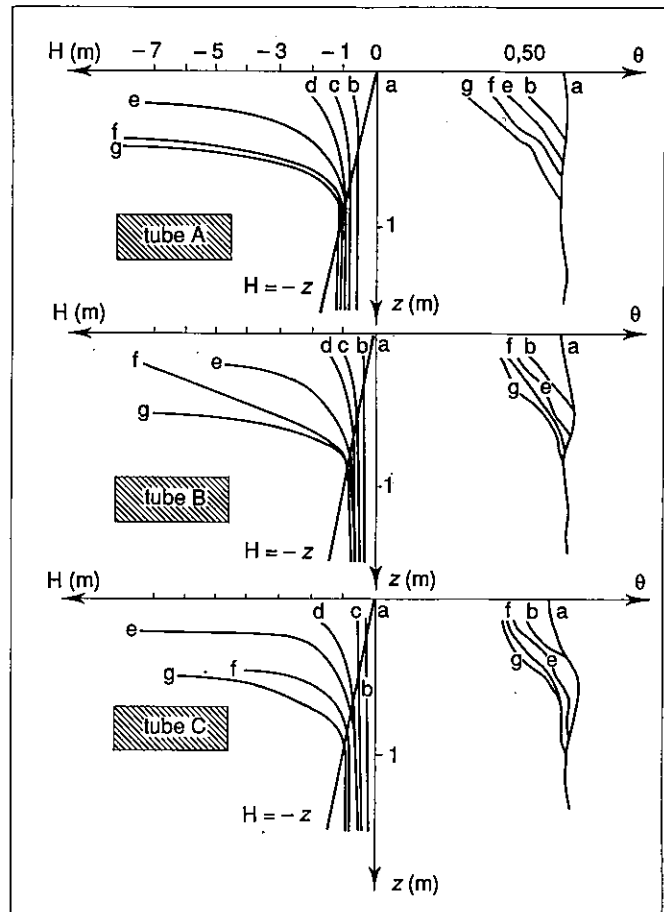 H (m) −7 −5 −3 −1 0 0,50 θ
d c b a g f e b a
e
f
g
1
tube A
H = − z
z (m)
H (m) θ
d c b a f b a
f e g e
g
1
tube B
H = − z
z (m)
H (m) θ
d c a f b a
e g e
g f b
1
tube C
H = − z
z (m)